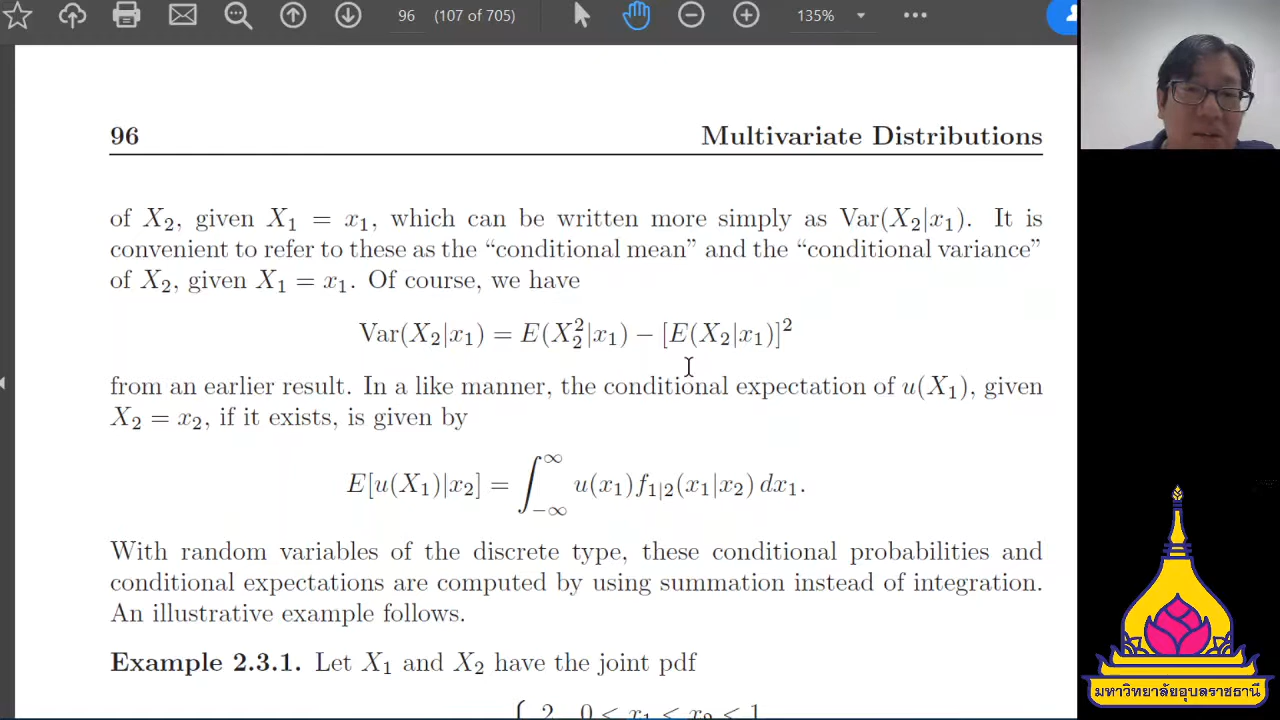 96 (107 of 705) 135%
96 Multivariate Distributions
of X₂, given X₁ = x₁, which can be written more simply as Var(X₂|x₁). It is
convenient to refer to these as the “conditional mean” and the “conditional variance”
of X₂, given X₁ = x₁. Of course, we have
Var(X₂|x₁) = E(X₂²|x₁) − [E(X₂|x₁)]²
from an earlier result. In a like manner, the conditional expectation of u(X₁), given
X₂ = x₂, if it exists, is given by
E[u(X₁)|x₂] = ∫_{−∞}^{∞} u(x₁)f₁|₂(x₁|x₂) dx₁.
With random variables of the discrete type, these conditional probabilities and
conditional expectations are computed by using summation instead of integration.
An illustrative example follows.
Example 2.3.1. Let X₁ and X₂ have the joint pdf
{ 2 0 < x₁ < x₂ < 1
มหาวิทยาลัยอุบลราชธานี